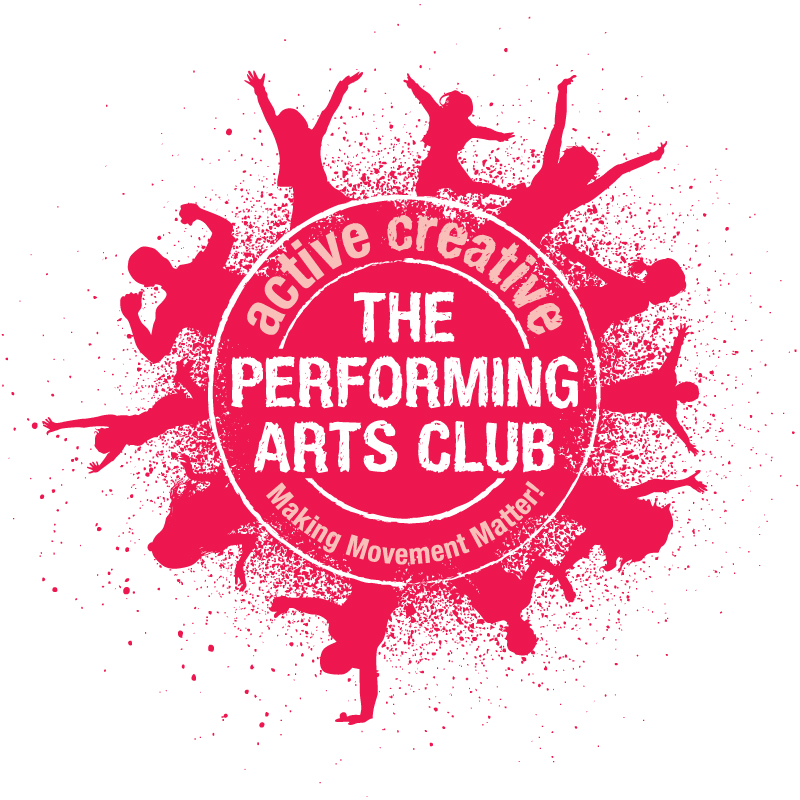 active creative
THE
PERFORMING
ARTS CLUB
Making Movement Matter!